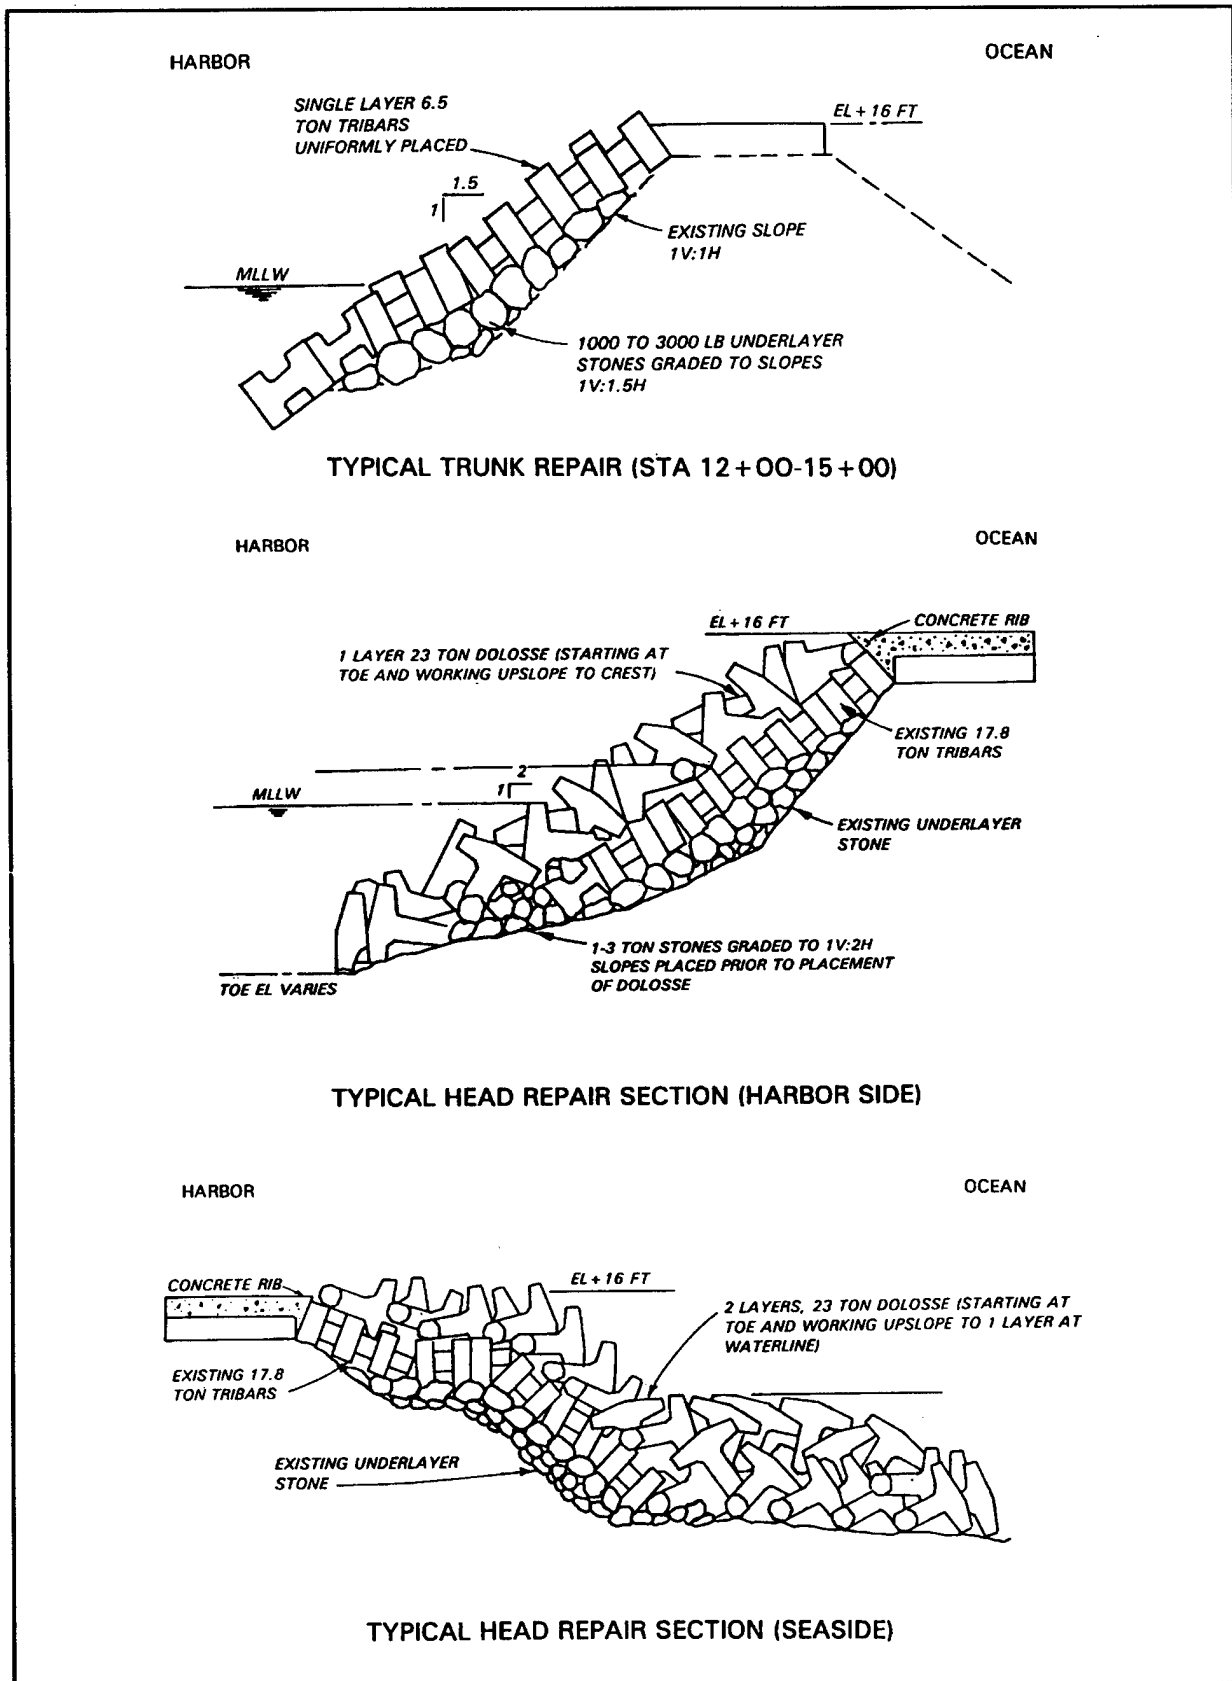 HARBOR
OCEAN
SINGLE LAYER 6.5
TON TRIBARS
UNIFORMLY PLACED
EL + 16 FT
1.5
1
EXISTING SLOPE
1V:1H
MLLW
1000 TO 3000 LB UNDERLAYER
STONES GRADED TO SLOPES
1V:1.5H
TYPICAL TRUNK REPAIR (STA 12+00-15+00)
HARBOR
OCEAN
EL + 16 FT
CONCRETE RIB
1 LAYER 23 TON DOLOSSE (STARTING AT
TOE AND WORKING UPSLOPE TO CREST)
EXISTING 17.8
TON TRIBARS
2
1
MLLW
EXISTING UNDERLAYER
STONE
1-3 TON STONES GRADED TO 1V:2H
SLOPES PLACED PRIOR TO PLACEMENT
OF DOLOSSE
TOE EL VARIES
TYPICAL HEAD REPAIR SECTION (HARBOR SIDE)
HARBOR
OCEAN
CONCRETE RIB
EL + 16 FT
2 LAYERS, 23 TON DOLOSSE (STARTING AT
TOE AND WORKING UPSLOPE TO 1 LAYER AT
WATERLINE)
EXISTING 17.8
TON TRIBARS
EXISTING UNDERLAYER
STONE
TYPICAL HEAD REPAIR SECTION (SEASIDE)